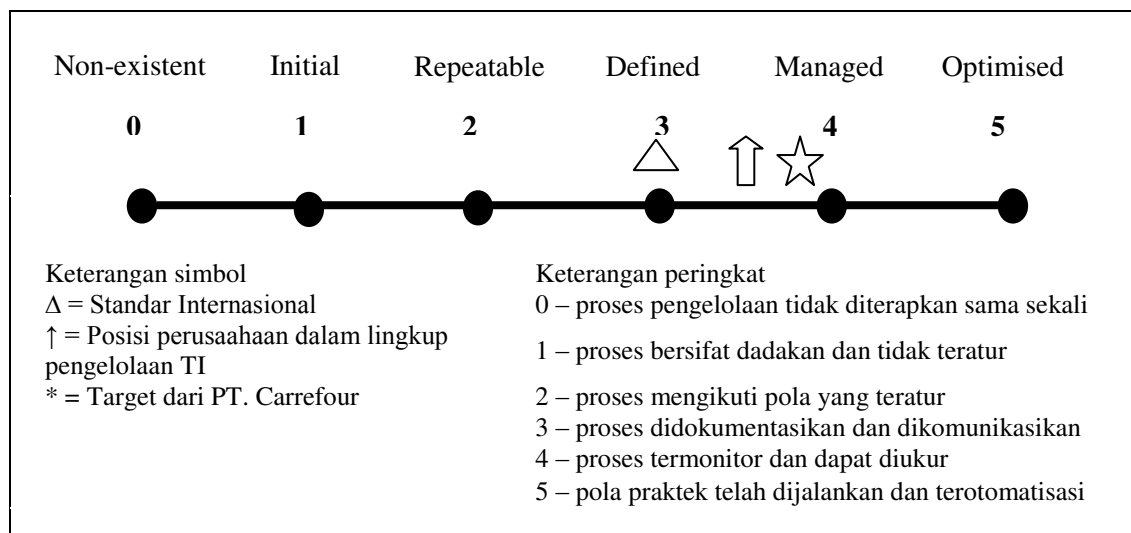 Non-existent Initial Repeatable Defined Managed Optimised
0 1 2 3 4 5
Keterangan simbol
Δ = Standar Internasional
↑ = Posisi perusaahaan dalam lingkup
pengelolaan TI
* = Target dari PT. Carrefour
Keterangan peringkat
0 – proses pengelolaan tidak diterapkan sama sekali
1 – proses bersifat dadakan dan tidak teratur
2 – proses mengikuti pola yang teratur
3 – proses didokumentasikan dan dikomunikasikan
4 – proses termonitor dan dapat diukur
5 – pola praktek telah dijalankan dan terotomatisasi